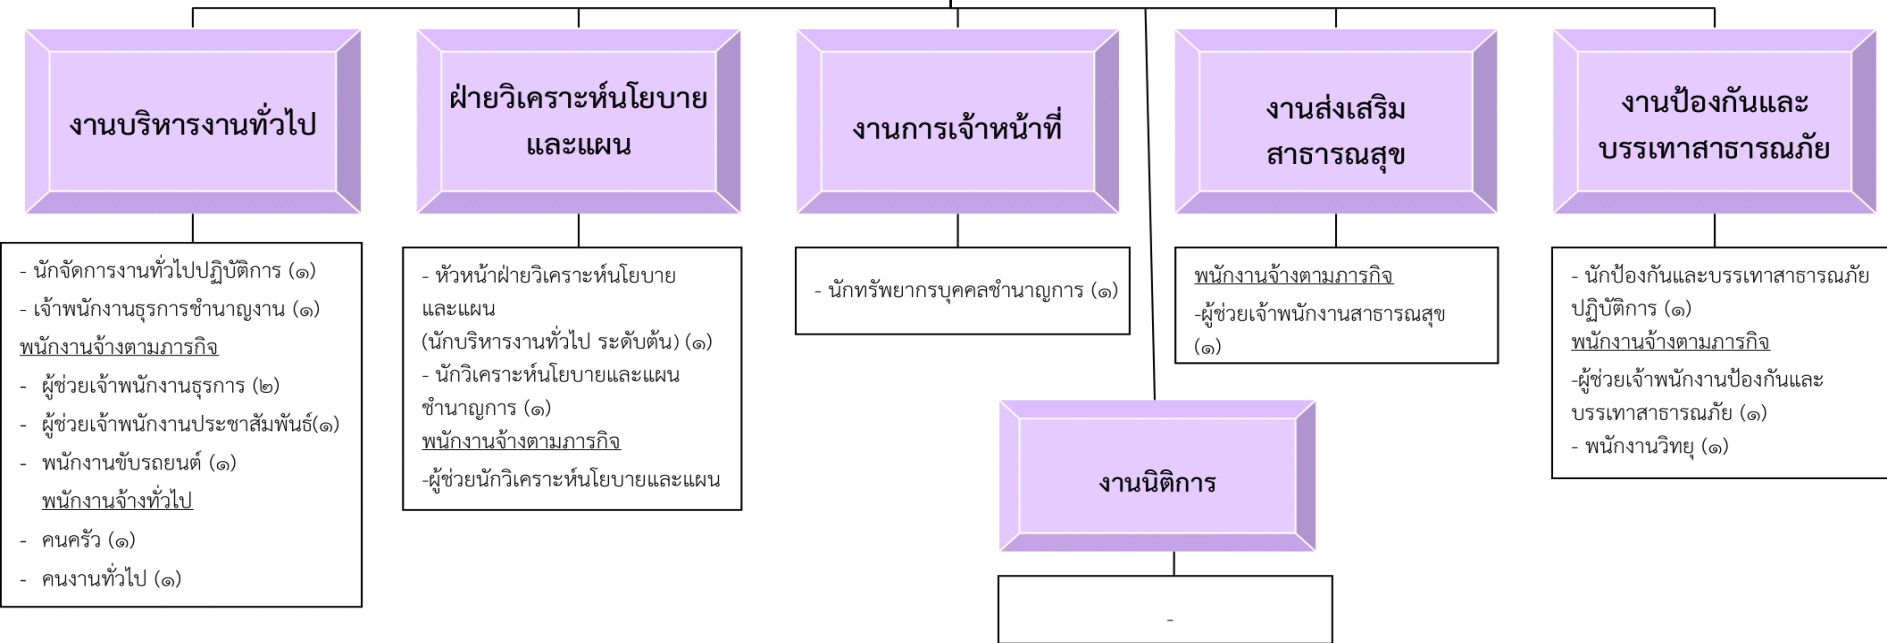 งานบริหารงานทั่วไป
- นักจัดการงานทั่วไปปฏิบัติการ (๑)
- เจ้าพนักงานธุรการชำนาญงาน (๑)
พนักงานจ้างตามภารกิจ
- ผู้ช่วยเจ้าพนักงานธุรการ (๒)
- ผู้ช่วยเจ้าพนักงานประชาสัมพันธ์(๑)
- พนักงานขับรถยนต์ (๑)
พนักงานจ้างทั่วไป
- คนครัว (๑)
- คนงานทั่วไป (๑)
ฝ่ายวิเคราะห์นโยบาย
และแผน
- หัวหน้าฝ่ายวิเคราะห์นโยบาย
และแผน
(นักบริหารงานทั่วไป ระดับต้น) (๑)
- นักวิเคราะห์นโยบายและแผน
ชำนาญการ (๑)
พนักงานจ้างตามภารกิจ
-ผู้ช่วยนักวิเคราะห์นโยบายและแผน
งานการเจ้าหน้าที่
- นักทรัพยากรบุคคลชำนาญการ (๑)
งานส่งเสริม
สาธารณสุข
พนักงานจ้างตามภารกิจ
-ผู้ช่วยเจ้าพนักงานสาธารณสุข
(๑)
งานป้องกันและ
บรรเทาสาธารณภัย
- นักป้องกันและบรรเทาสาธารณภัย
ปฏิบัติการ (๑)
พนักงานจ้างตามภารกิจ
-ผู้ช่วยเจ้าพนักงานป้องกันและ
บรรเทาสาธารณภัย (๑)
- พนักงานวิทยุ (๑)
งานนิติการ
-